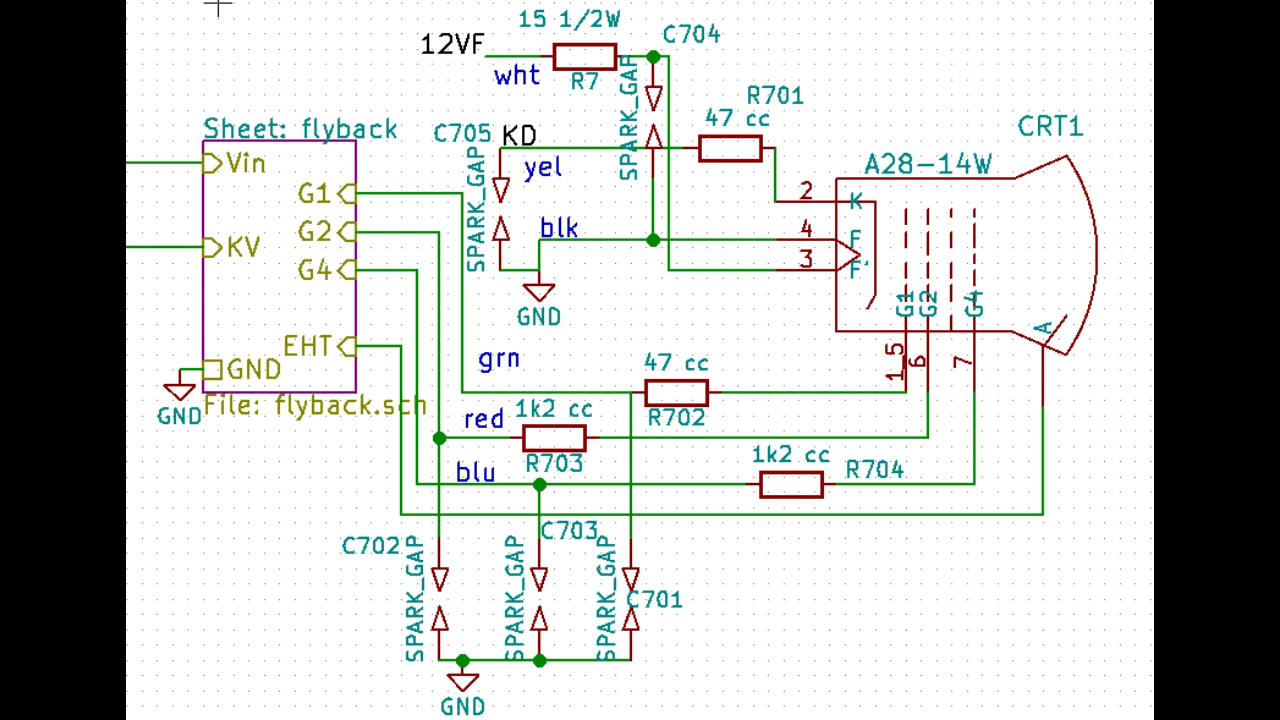 15 1/2W
C704
12VF
wht
R7
SPARK_GAP
R701
47 cc
Sheet: flyback
C705
KD
yel
SPARK_GAP
CRT1
A28-14W
Vin
G1
G2
KV
G4
EHT
GND
GND
File: flyback.sch
blk
GND
2
K
4
F
3
F'
G1
G2
G4
A
1,5
6
7
grn
47 cc
R702
red
1k2 cc
R703
blu
1k2 cc
R704
C702
SPARK_GAP
C703
SPARK_GAP
SPARK_GAP
C701
GND